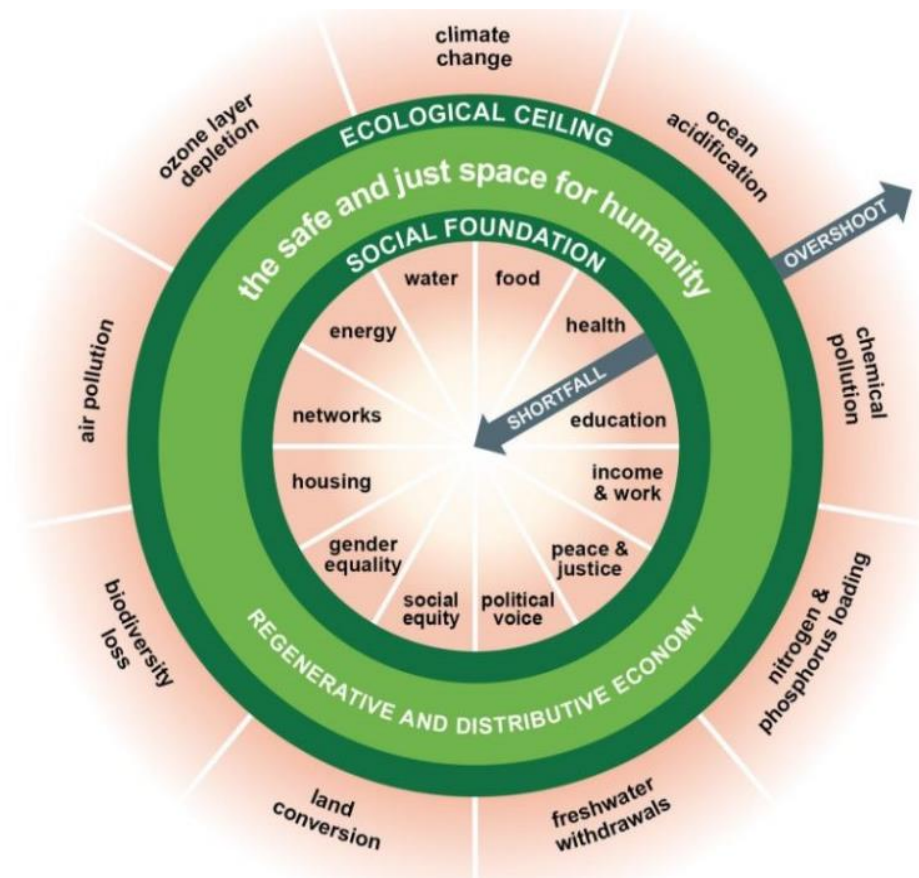 climate
change
ocean
acidification
ozone layer
depletion
ECOLOGICAL CEILING
the safe and just space for humanity
SOCIAL FOUNDATION
OVERSHOOT
water
food
energy
health
SHORTFALL
networks
education
air pollution
chemical
pollution
housing
income
& work
gender
equality
peace &
justice
social
equity
political
voice
biodiversity
loss
REGENERATIVE AND DISTRIBUTIVE ECONOMY
nitrogen &
phosphorus loading
land
conversion
freshwater
withdrawals